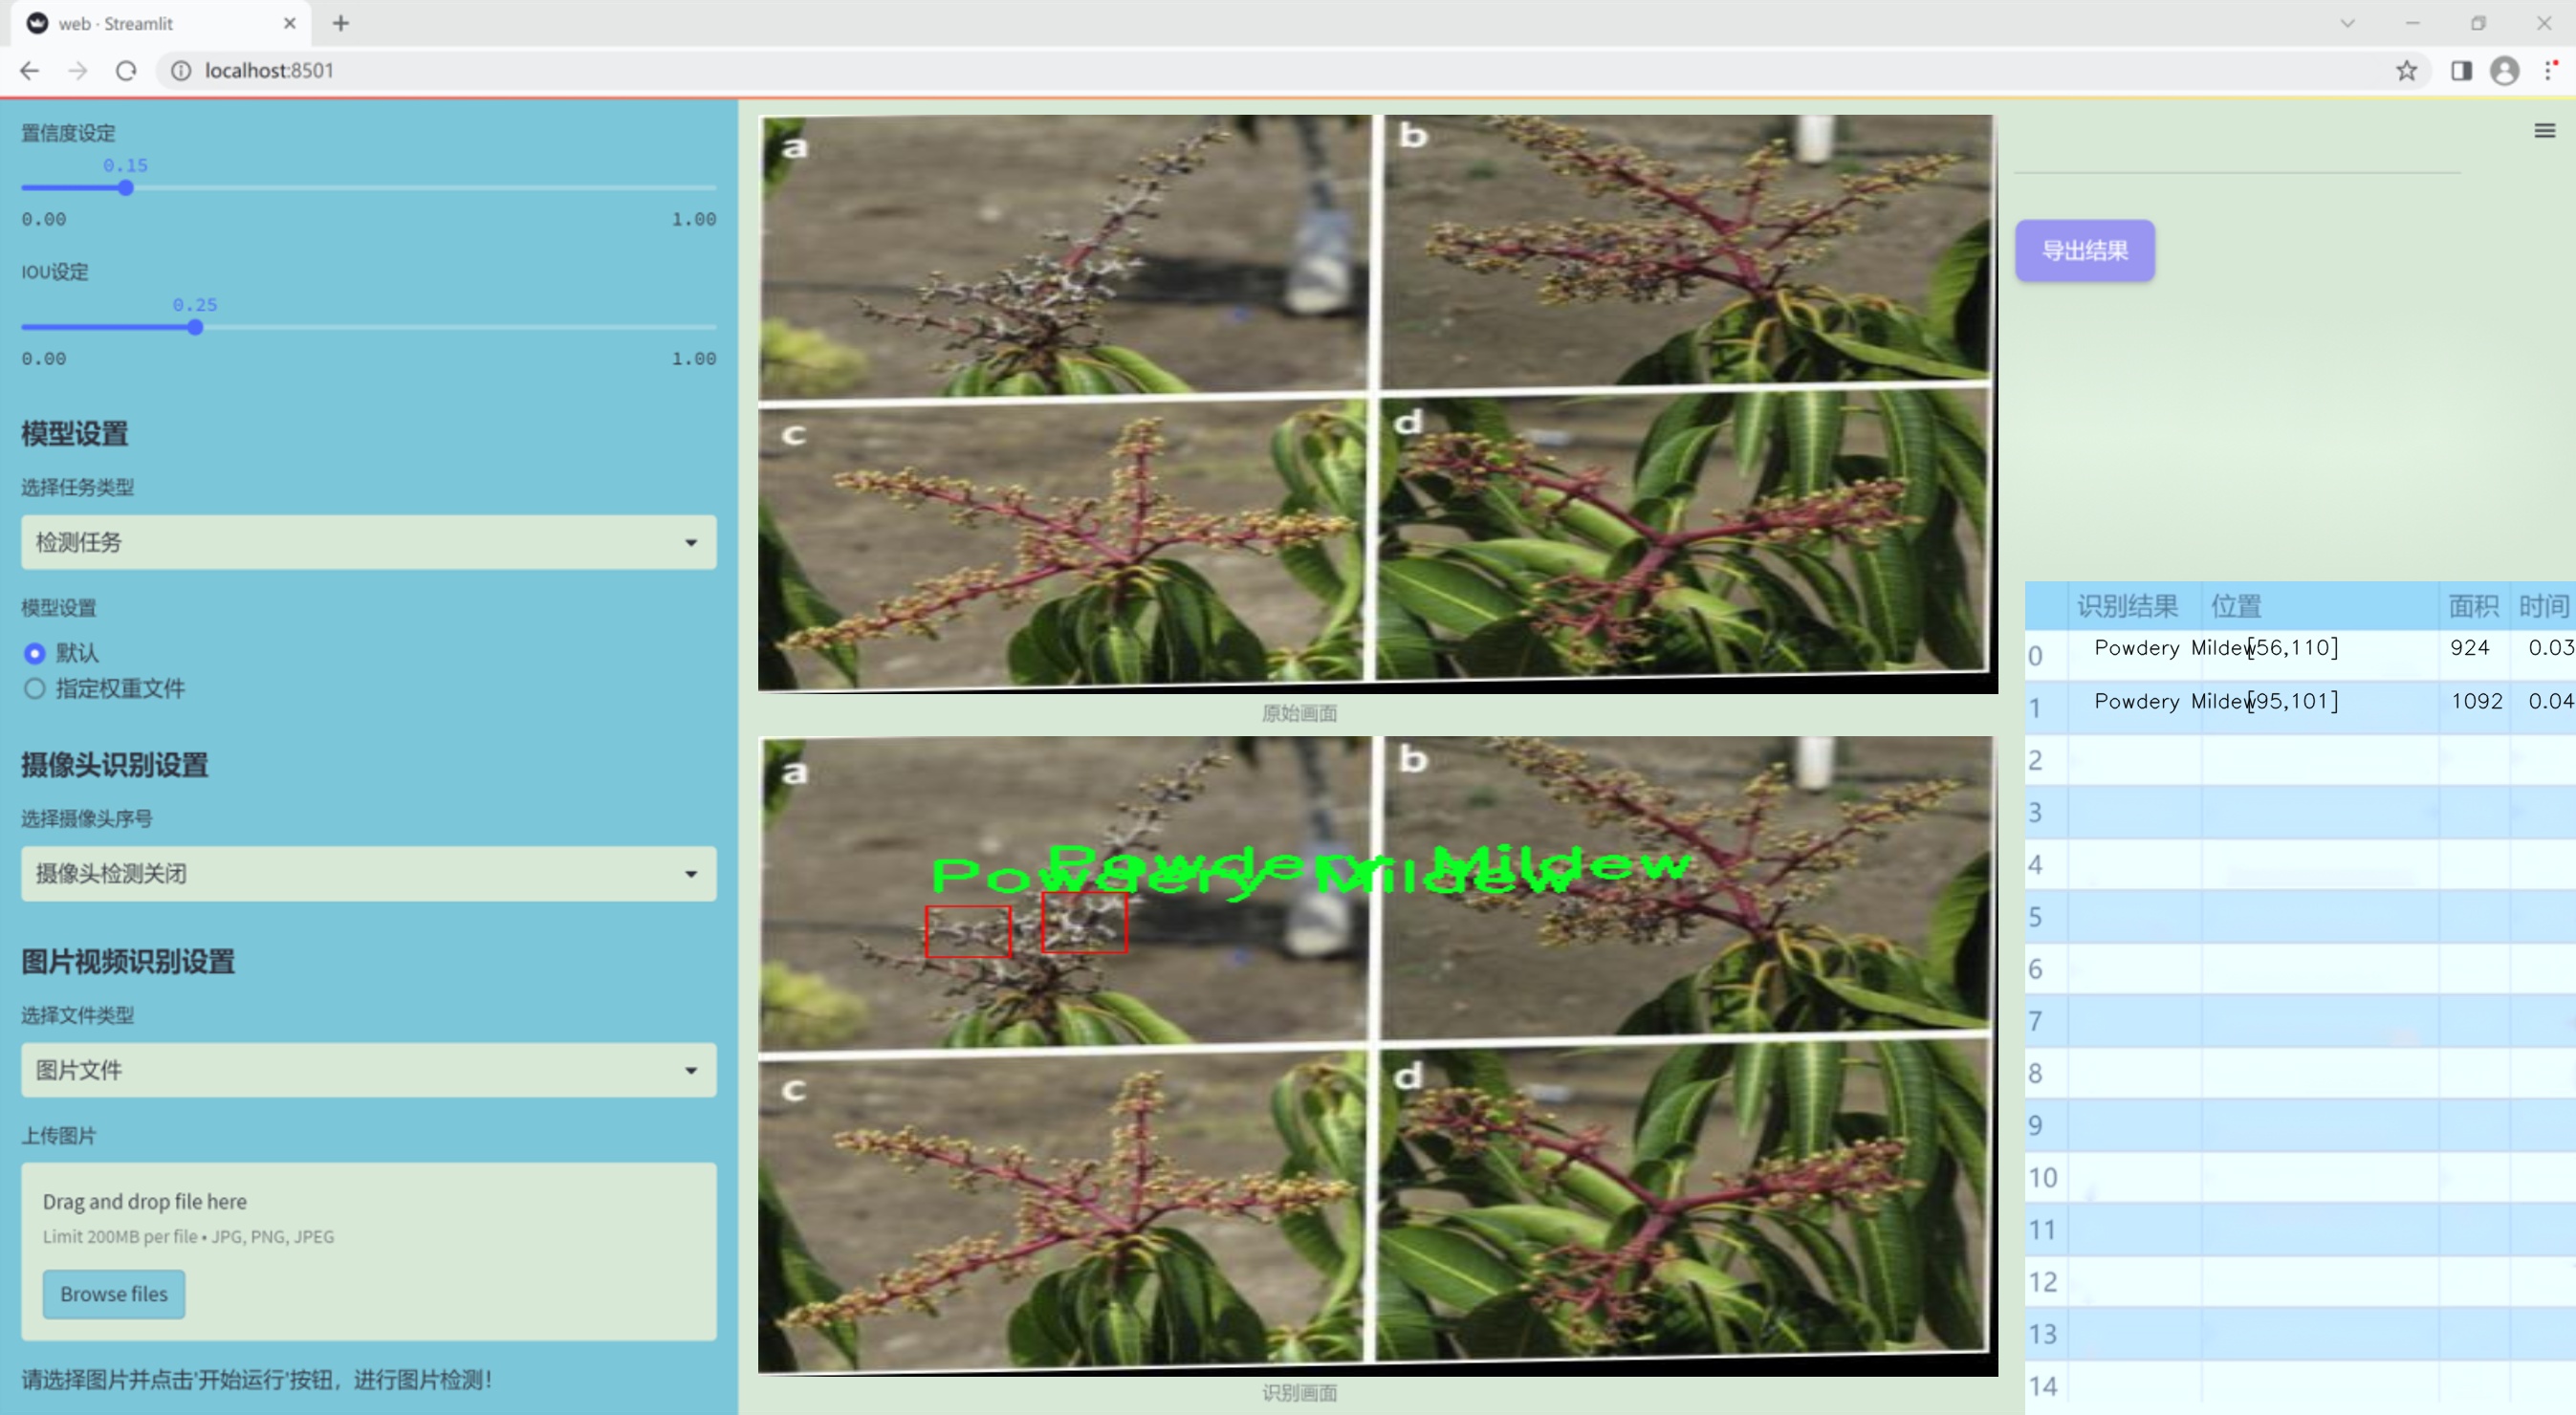 web · Streamlit
localhost:8501
置信度设定
0.15
0.00 1.00
IOU设定
0.25
0.00 1.00
模型设置
选择任务类型
检测任务
模型设置
默认
指定权重文件
摄像头识别设置
选择摄像头序号
摄像头检测关闭
图片视频识别设置
选择文件类型
图片文件
上传图片
Drag and drop file here
Limit 200MB per file • JPG, PNG, JPEG
Browse files
请选择图片并点击'开始运行'按钮，进行图片检测！
a b
c d
原始画面
a b
Powdery Mildew
Powdery Mildew
c d
识别画面
导出结果
识别结果 位置 面积 时间
0 Powdery Mildew [56,110] 924 0.03
1 Powdery Mildew [95,101] 1092 0.04
2
3
4
5
6
7
8
9
10
11
12
13
14